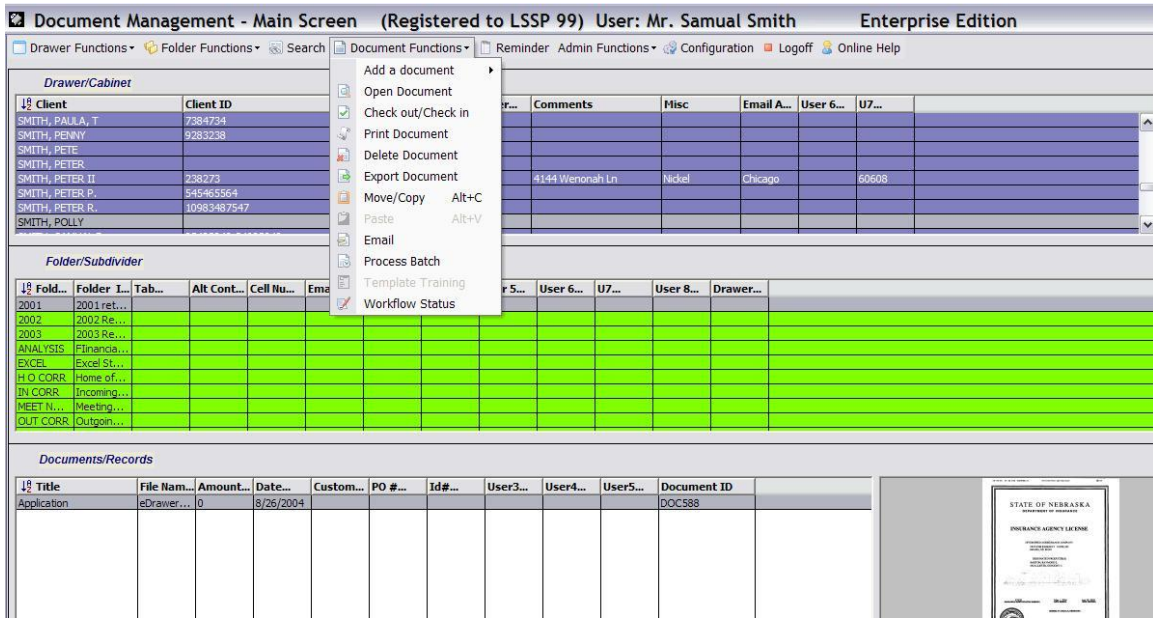 Document Management - Main Screen (Registered to LSSP 99) User: Mr. Samual Smith Enterprise Edition
Drawer Functions Folder Functions Search Document Functions Reminder Admin Functions Configuration Logoff Online Help
Drawer/Cabinet
Client Client ID Comments Misc Email A... User 6... U7...
SMITH, PAULA, T 7384734
SMITH, PENNY 9283238
SMITH, PETE
SMITH, PETER
SMITH, PETER II 238273 4144 Wenonah Ln Nickel Chicago 60608
SMITH, PETER P. 545465564
SMITH, PETER R. 10983487547
SMITH, POLLY
Add a document
Open Document
Check out/Check in
Print Document
Delete Document
Export Document
Move/Copy Alt+C
Paste Alt+V
Email
Process Batch
Template Training
Workflow Status
Folder/Subdivider
Fold... Folder I... Tab... Alt Cont... Cell Nu... Ema r 5... User 6... U7... User 8... Drawer...
2001 2001 ret...
2002 2002 Re...
2003 2003 Re...
ANALYSIS FIinancia...
EXCEL Excel St...
H O CORR Home of...
IN CORR Incoming...
MEET N... Meeting...
OUT CORR Outgoin...
Documents/Records
Title File Nam... Amount... Date... Custom... PO #... Id#... User3... User4... User5... Document ID
Application eDrawer... 0 8/26/2004 DOC588
STATE OF NEBRASKA
DEPARTMENT OF INSURANCE
INSURANCE AGENCY LICENSE